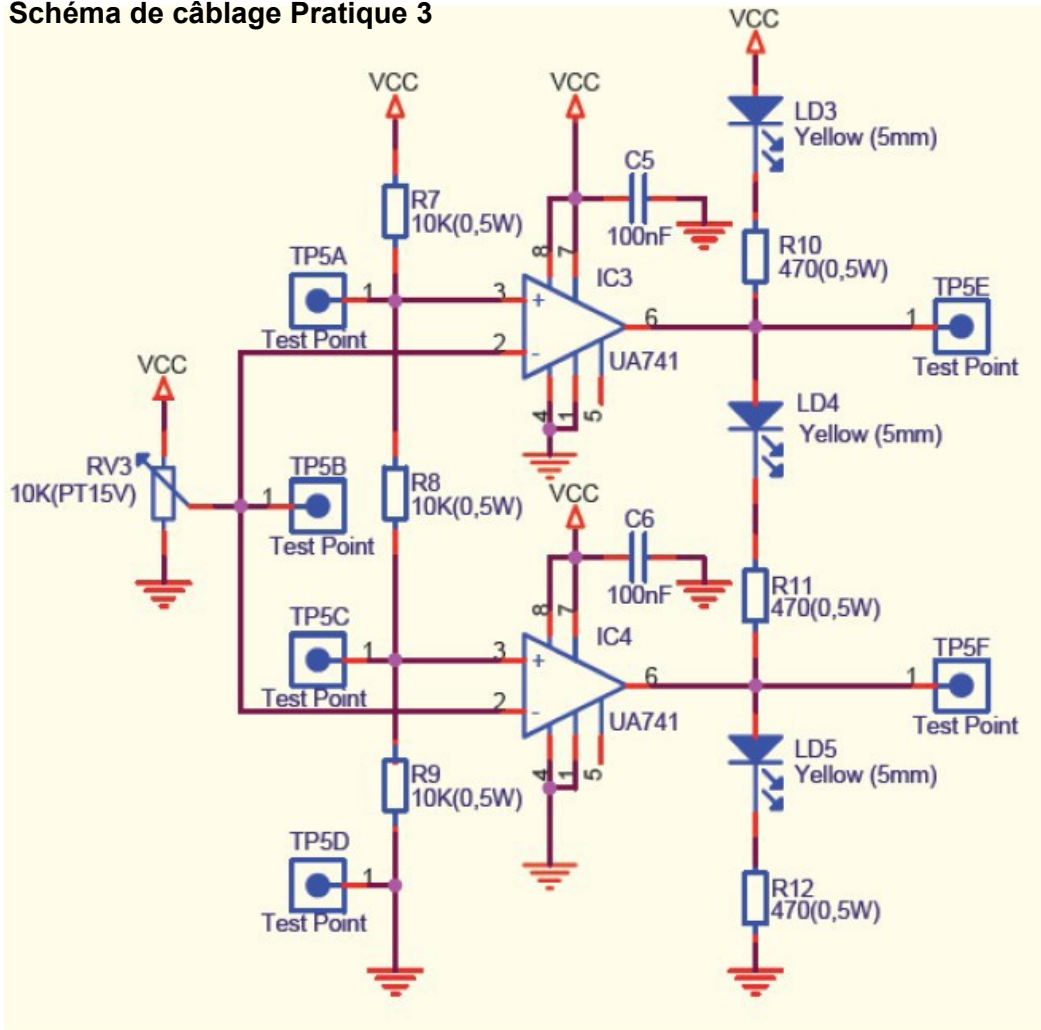 Schéma de câblage Pratique 3
VCC
LD3
Yellow (5mm)
VCC
VCC
C5
100nF
R7
10K(0,5W)
R10
470(0,5W)
8
7
IC3
TP5A
1
Test Point
3
+
2
-
6
UA741
4
1
5
TP5E
1
Test Point
VCC
RV3
10K(PT15V)
TP5B
1
Test Point
R8
10K(0,5W)
LD4
Yellow (5mm)
VCC
C6
100nF
R11
470(0,5W)
8
7
IC4
TP5C
1
Test Point
3
+
2
-
6
UA741
4
1
5
TP5F
1
Test Point
R9
10K(0,5W)
LD5
Yellow (5mm)
TP5D
1
Test Point
R12
470(0,5W)